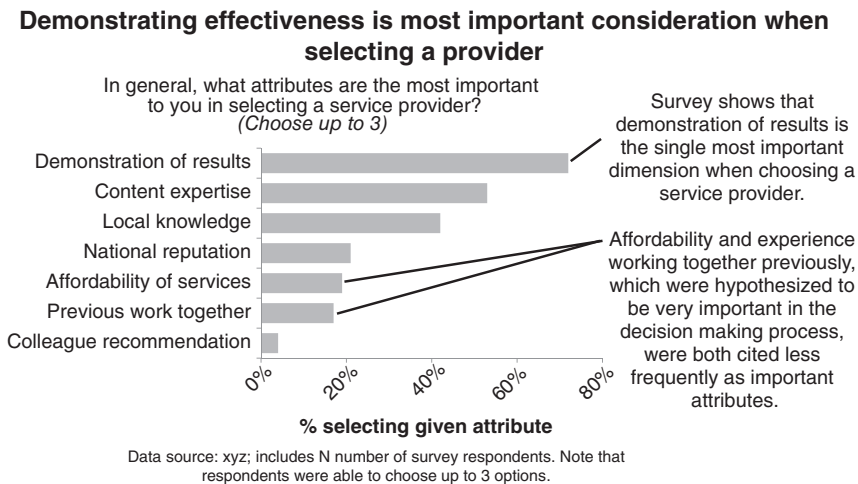 Demonstrating effectiveness is most important consideration when
selecting a provider
In general, what attributes are the most important
to you in selecting a service provider?
(Choose up to 3)
Demonstration of results
Content expertise
Local knowledge
National reputation
Affordability of services
Previous work together
Colleague recommendation
0%
20%
40%
60%
80%
% selecting given attribute
Survey shows that
demonstration of results is
the single most important
dimension when choosing a
service provider.
Affordability and experience
working together previously,
which were hypothesized to
be very important in the
decision making process,
were both cited less
frequently as important
attributes.
Data source: xyz; includes N number of survey respondents. Note that
respondents were able to choose up to 3 options.